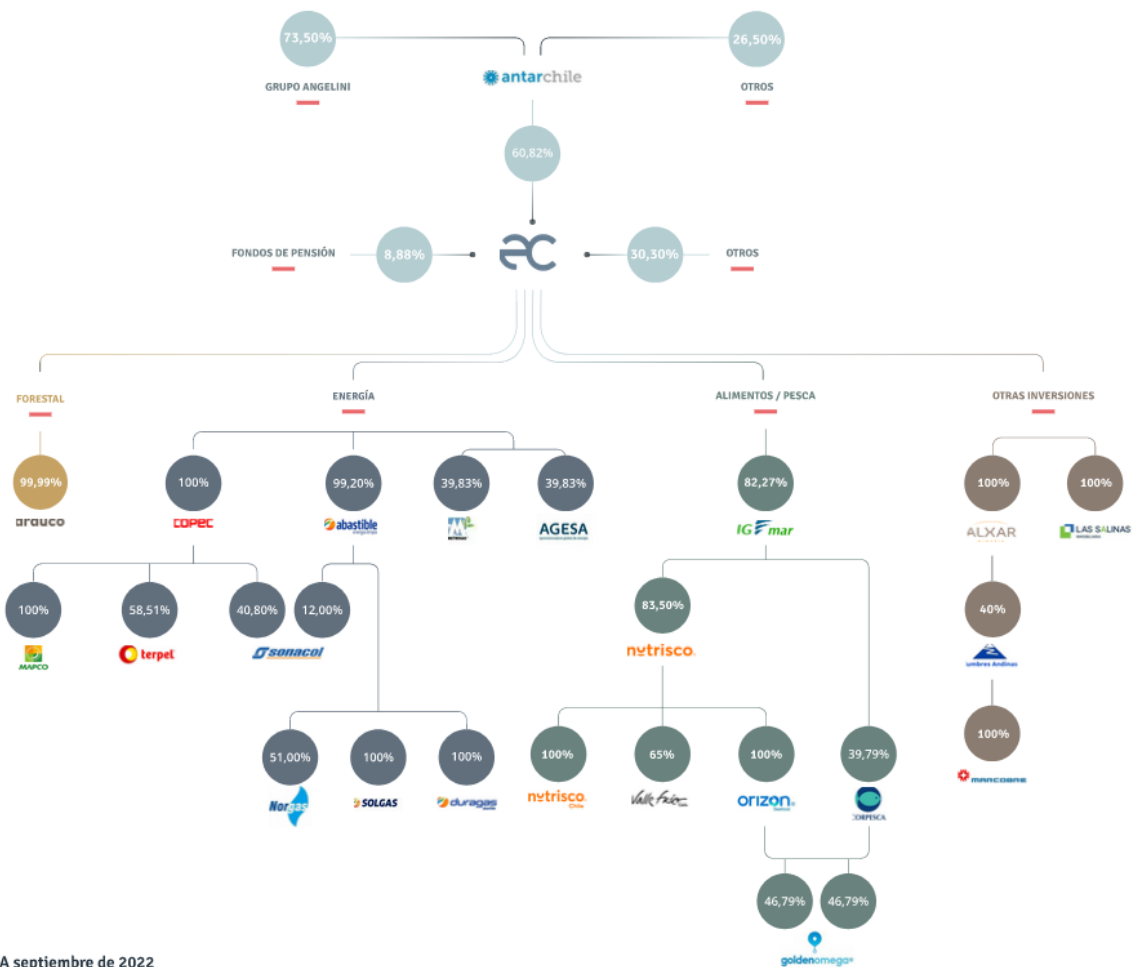 73,50%
26,50%
antarchile
GRUPO ANGELINI
OTROS
60,82%
FONDOS DE PENSIÓN
8,88%
30,30%
OTROS
FORESTAL
ENERGÍA
ALIMENTOS / PESCA
OTRAS INVERSIONES
99,99%
100%
99,20%
39,83%
39,83%
82,27%
100%
100%
arauco
COPEC
abastible
AGESA
IG mar
ALXAR
LAS SALINAS
100%
58,51%
40,80%
12,00%
83,50%
40%
MAPCO
terpel
sonacol
nutrisco
umbres Andinas
51,00%
100%
100%
100%
65%
100%
39,79%
100%
Norgas
SOLGAS
duragas
nutrisco
Chile
Valle Frío
orizon
CORPESCA
MARCOBRE
46,79%
46,79%
goldenomega
A septiembre de 2022